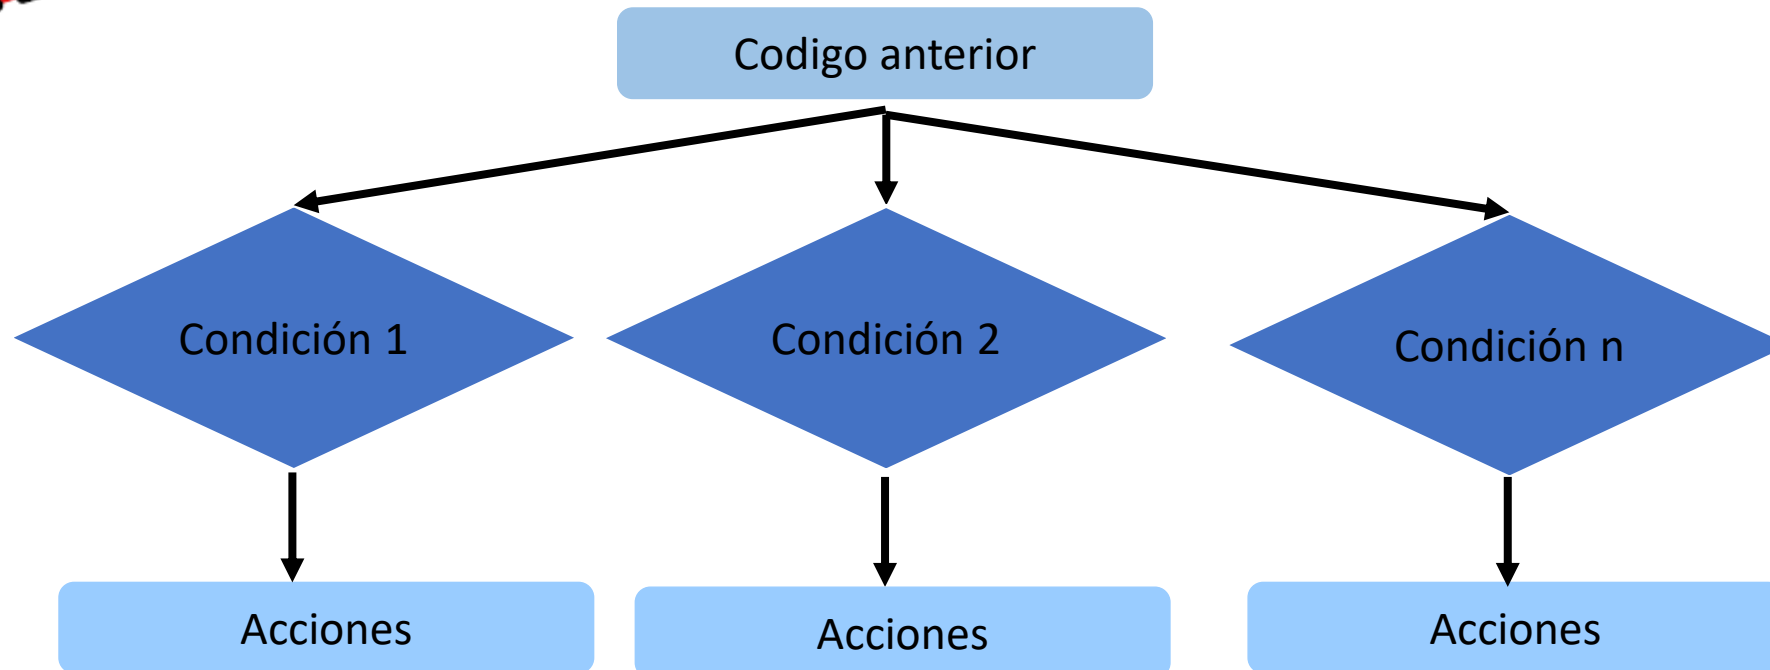 Codigo anterior
Condición 1
Condición 2
Condición n
Acciones
Acciones
Acciones